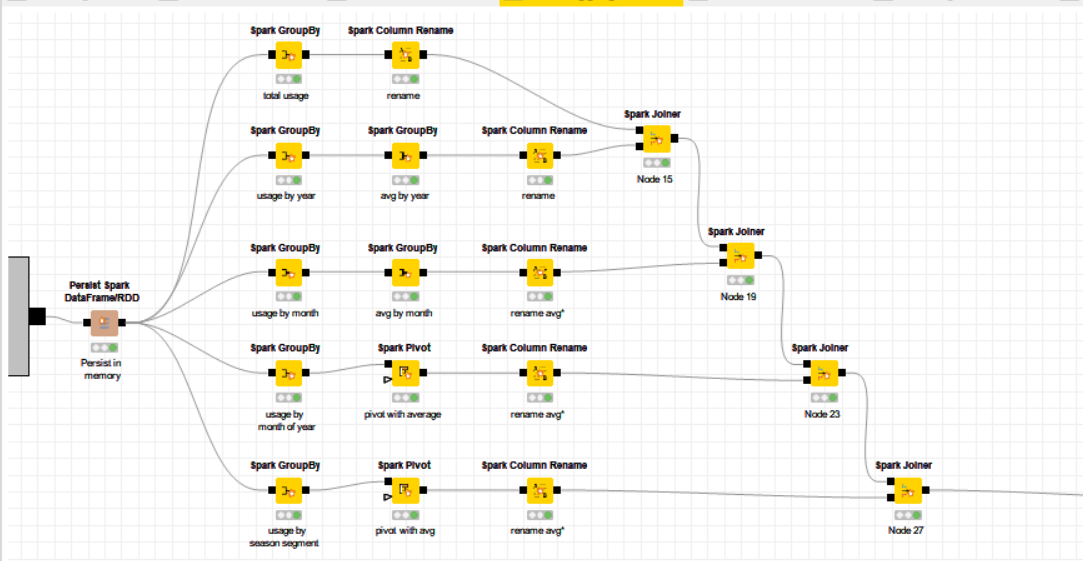 Spark GroupBy
total usage
Spark Column Rename
rename
Spark GroupBy
usage by year
Spark GroupBy
avg by year
Spark Column Rename
rename
Spark Joiner
Node 15
Spark GroupBy
usage by month
Spark GroupBy
avg by month
Spark Column Rename
rename avg*
Spark Joiner
Node 19
Persist Spark
DataFrame/RDD
Persist in
memory
Spark GroupBy
usage by
month of year
Spark Pivot
pivot with average
Spark Column Rename
rename avg*
Spark Joiner
Node 23
Spark GroupBy
usage by
season segment
Spark Pivot
pivot with avg
Spark Column Rename
rename avg*
Spark Joiner
Node 27